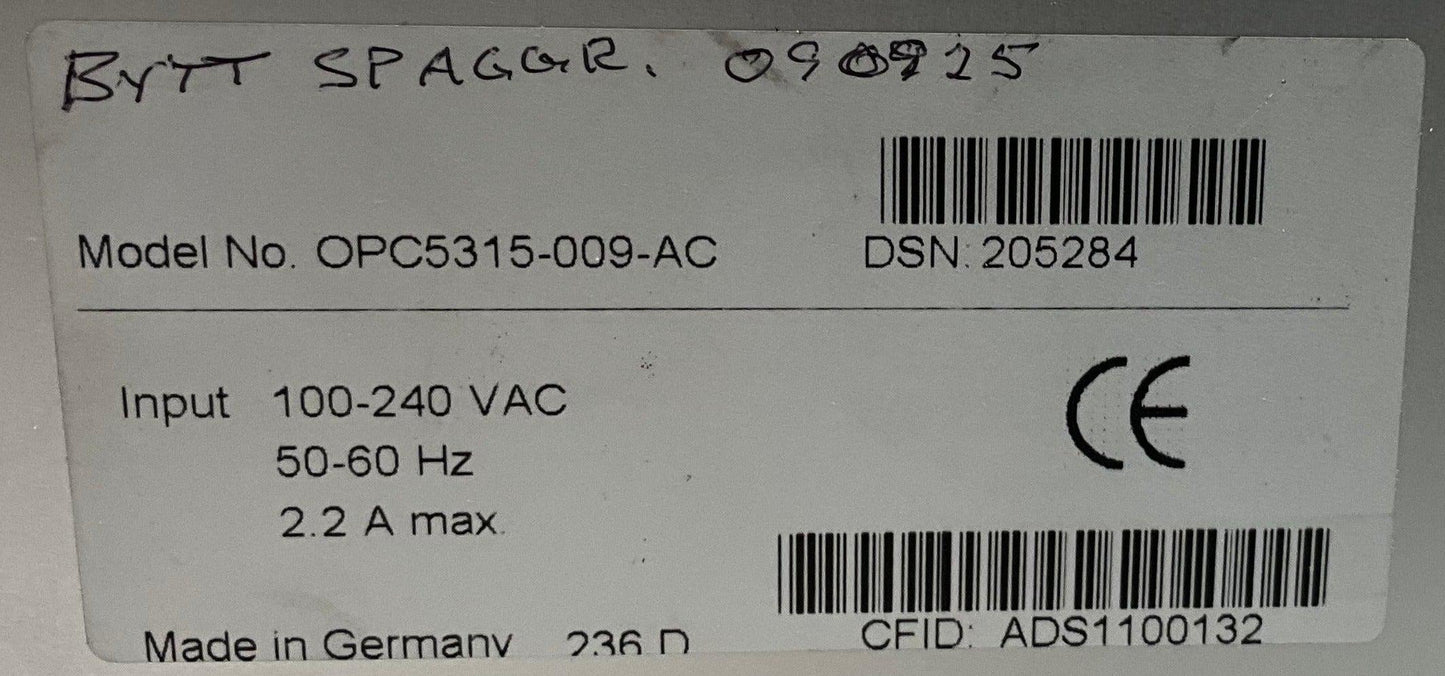 BYTT SPAGGR. 090925
Model No. OPC5315-009-AC
DSN: 205284
Input 100-240 VAC
50-60 Hz
2.2 A max.
CE
Made in Germany 236 D
CFID: ADS1100132